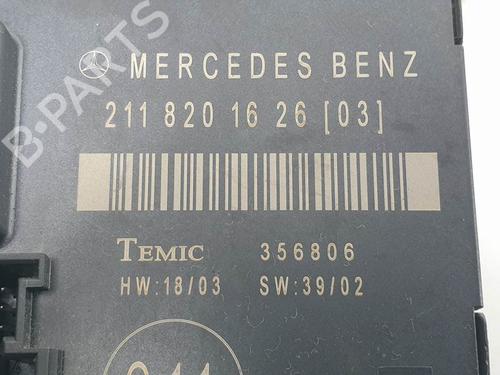 B-PARTS
MERCEDES BENZ
211 820 16 26 [03]
TEMIC 356806
HW:18/03 SW:39/02